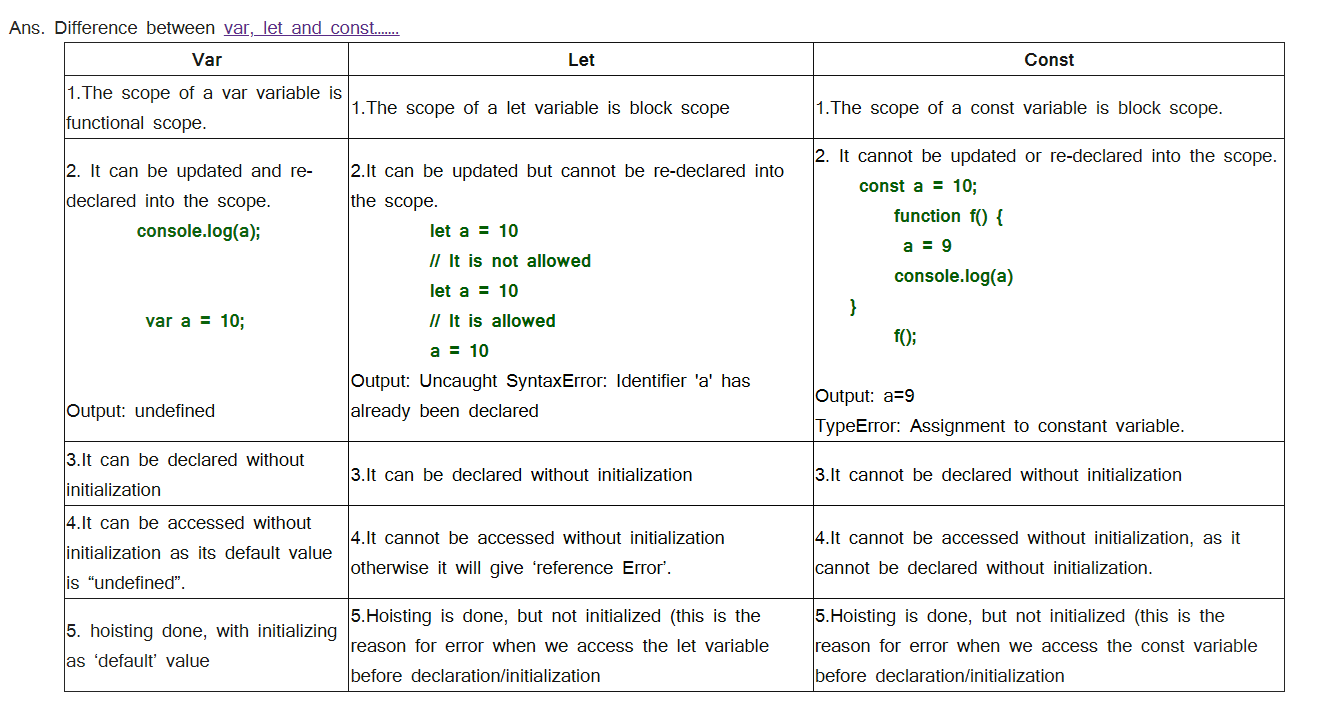 Ans. Difference between var, let and const.......
Var
Let
Const
1.The scope of a var variable is
functional scope.
1.The scope of a let variable is block scope
1.The scope of a const variable is block scope.
2. It can be updated and re-
declared into the scope.
console.log(a);
var a = 10;
Output: undefined
2.It can be updated but cannot be re-declared into
the scope.
let a = 10
// It is not allowed
let a = 10
// It is allowed
a = 10
Output: Uncaught SyntaxError: Identifier 'a' has
already been declared
2. It cannot be updated or re-declared into the scope.
const a = 10;
function f() {
a = 9
console.log(a)
}
f();
Output: a=9
TypeError: Assignment to constant variable.
3.It can be declared without
initialization
3.It can be declared without initialization
3.It cannot be declared without initialization
4.It can be accessed without
initialization as its default value
is “undefined”.
4.It cannot be accessed without initialization
otherwise it will give ‘reference Error’.
4.It cannot be accessed without initialization, as it
cannot be declared without initialization.
5. hoisting done, with initializing
as ‘default’ value
5.Hoisting is done, but not initialized (this is the
reason for error when we access the let variable
before declaration/initialization
5.Hoisting is done, but not initialized (this is the
reason for error when we access the const variable
before declaration/initialization